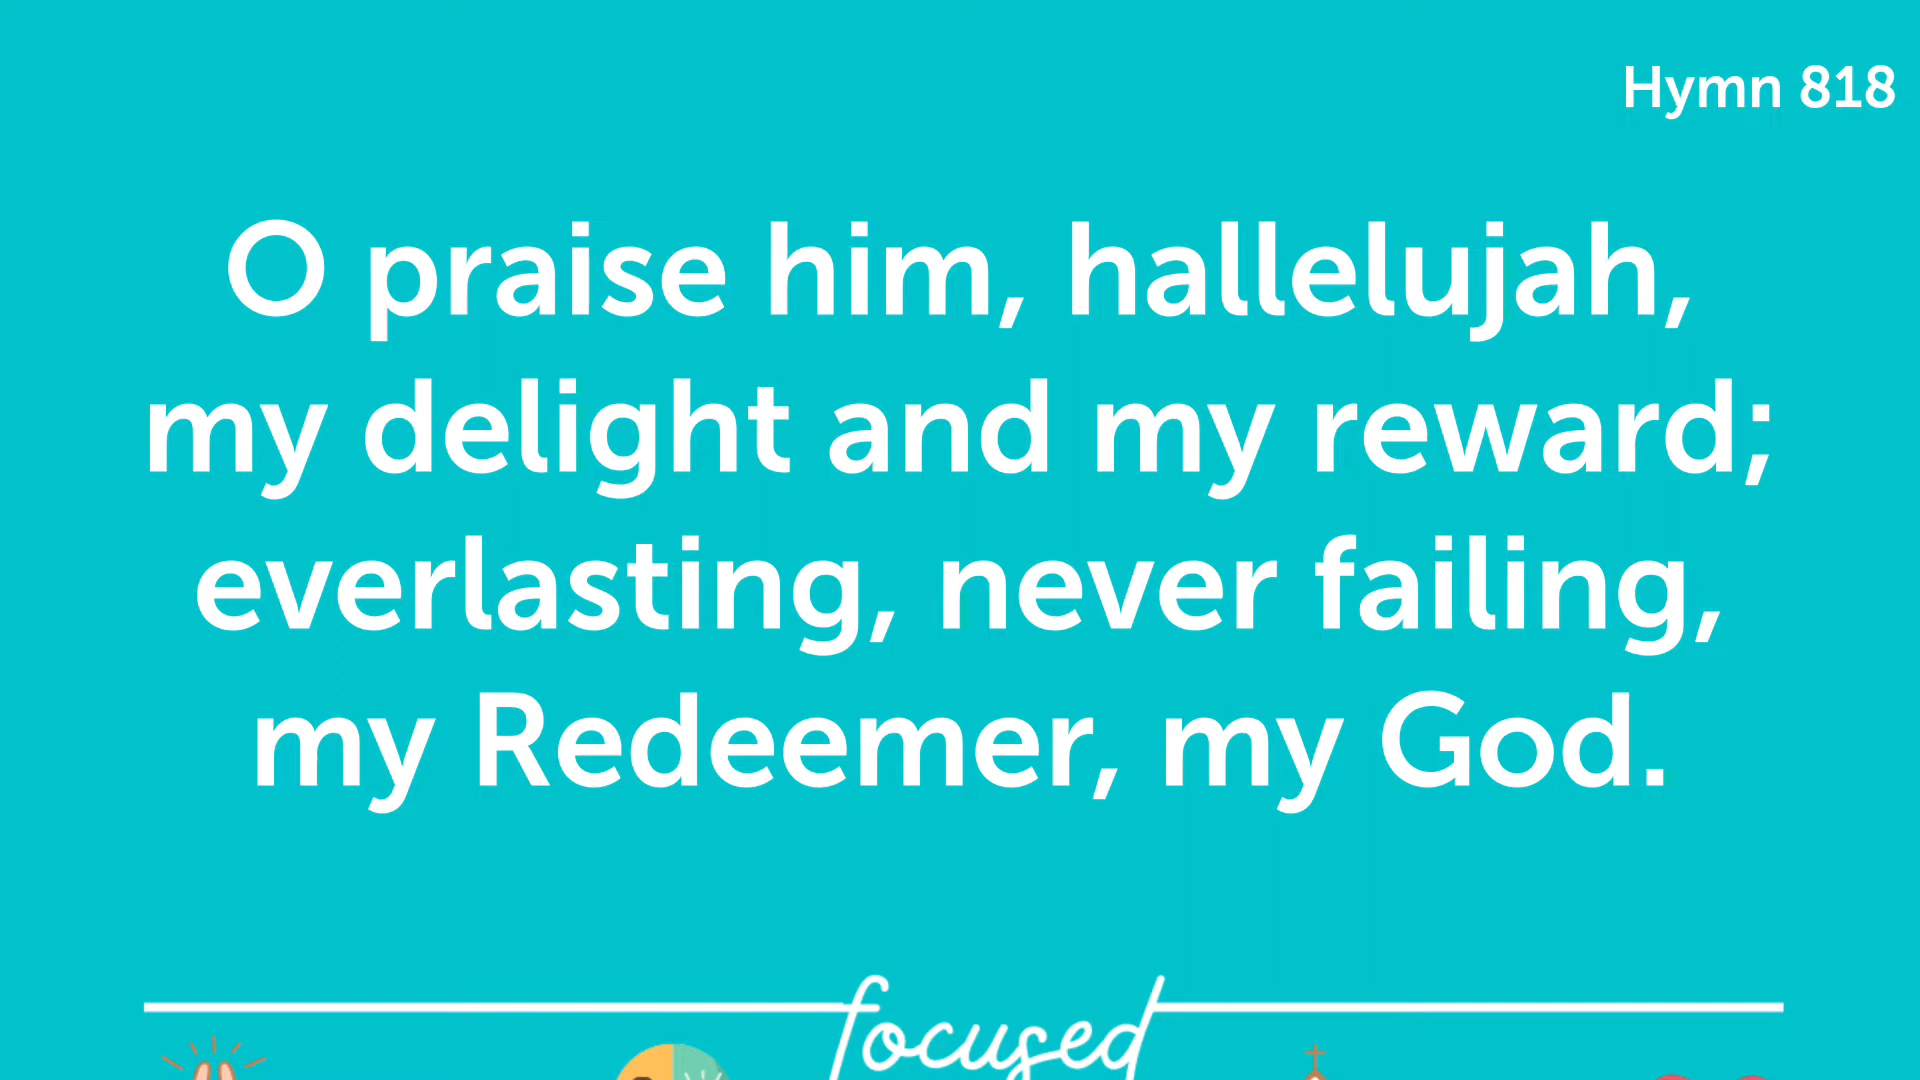 Hymn 818
O praise him, hallelujah,
my delight and my reward;
everlasting, never failing,
my Redeemer, my God.
focused